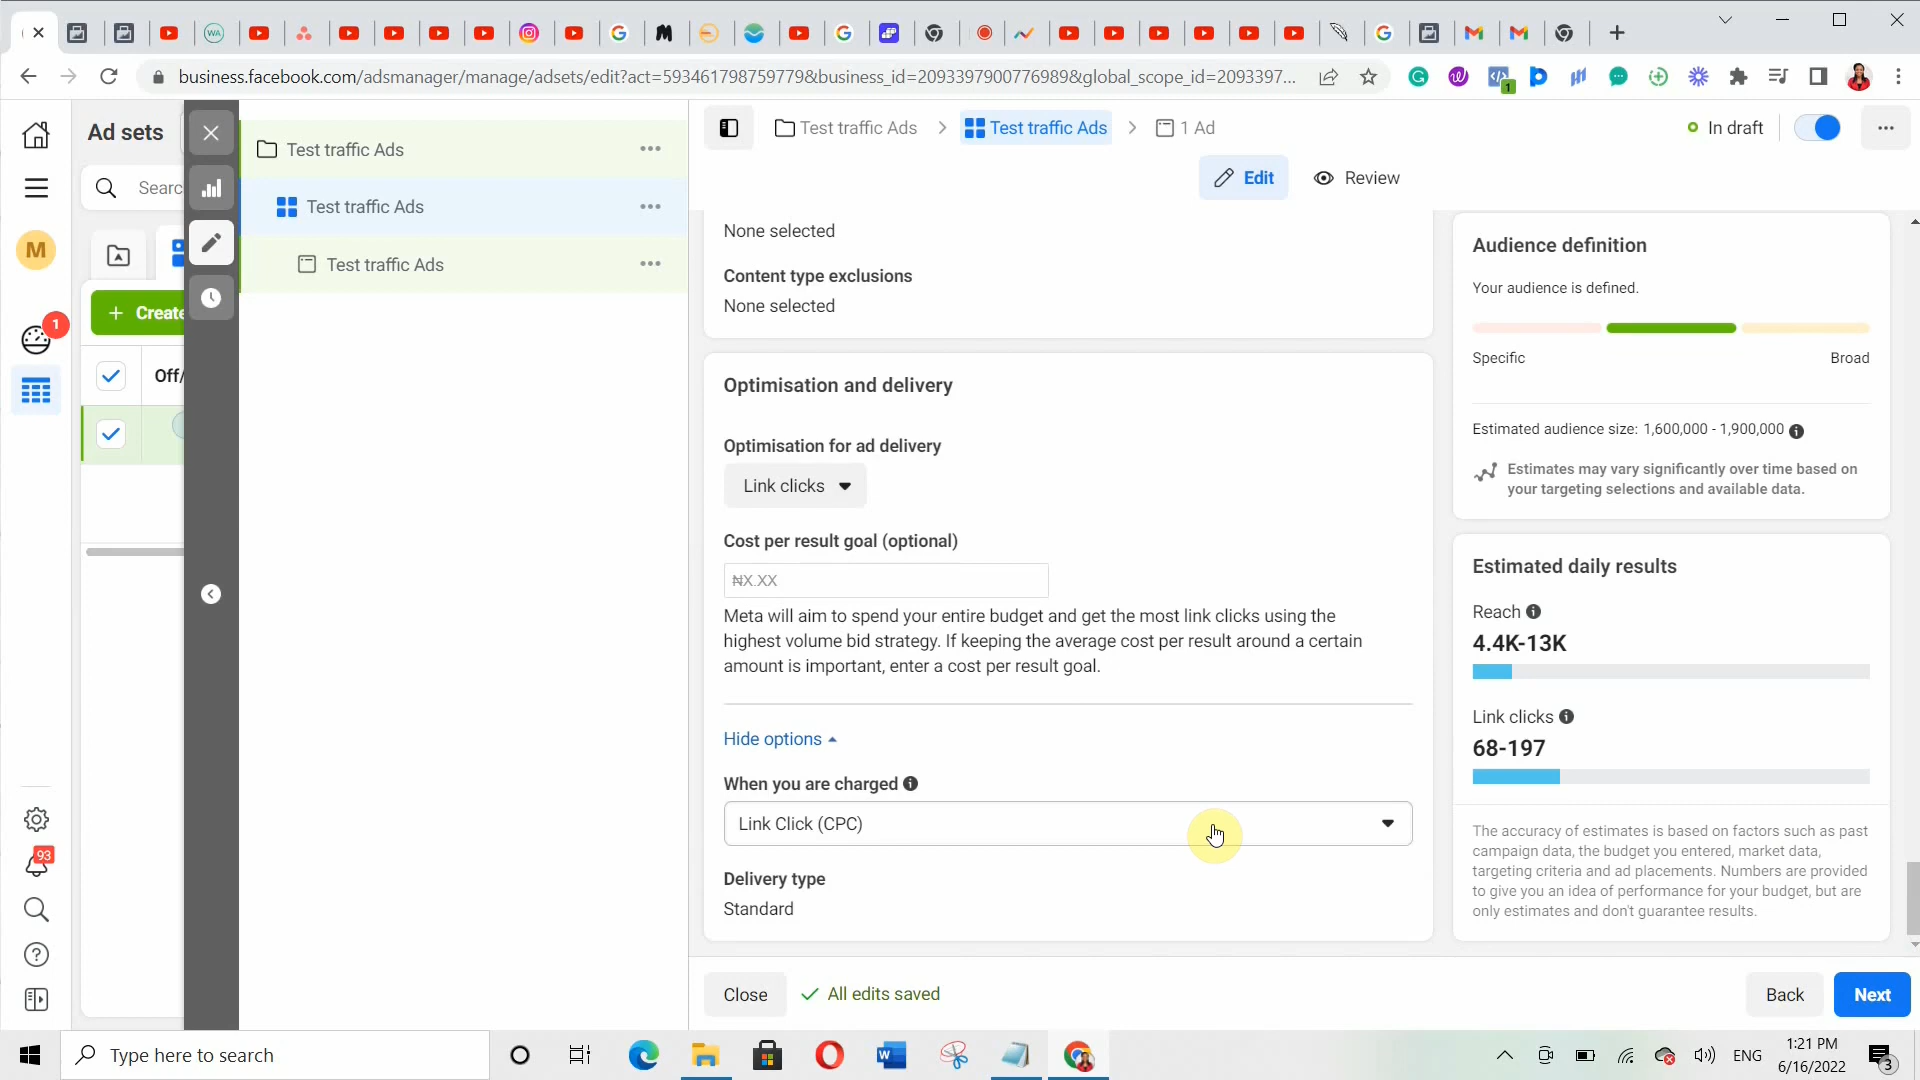 business.facebook.com/adsmanager/manage/adsets/edit?act=593461798759779&business_id=2093397900776989&global_scope_id=2093397...
1
Ad sets
Test traffic Ads
Test traffic Ads
Test traffic Ads
Searc
M
+ Create
1
Off/
93
Test traffic Ads
Test traffic Ads
1 Ad
In draft
Edit
Review
None selected
Content type exclusions
None selected
Optimisation and delivery
Optimisation for ad delivery
Link clicks
Cost per result goal (optional)
₦X.XX
Meta will aim to spend your entire budget and get the most link clicks using the
highest volume bid strategy. If keeping the average cost per result around a certain
amount is important, enter a cost per result goal.
Hide options
When you are charged
Link Click (CPC)
Delivery type
Standard
Audience definition
Your audience is defined.
Specific
Broad
Estimated audience size: 1,600,000 - 1,900,000
Estimates may vary significantly over time based on
your targeting selections and available data.
Estimated daily results
Reach
4.4K-13K
Link clicks
68-197
The accuracy of estimates is based on factors such as past
campaign data, the budget you entered, market data,
targeting criteria and ad placements. Numbers are provided
to give you an idea of performance for your budget, but are
only estimates and don't guarantee results.
Close
All edits saved
Back
Next
Type here to search
ENG
1:21 PM
6/16/2022
3